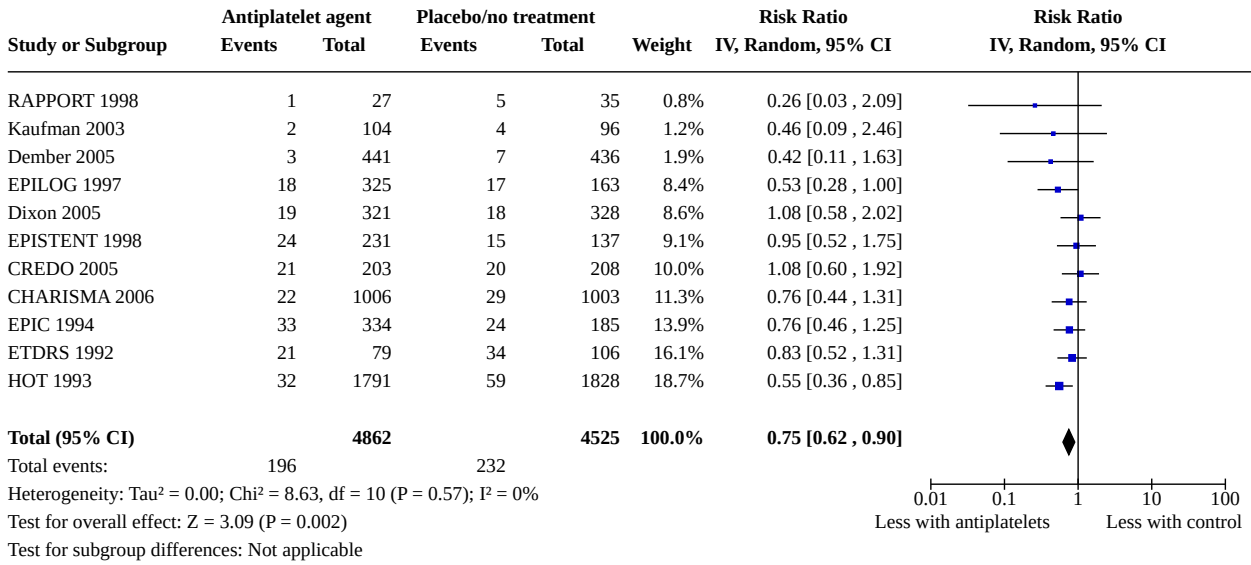 Antiplatelet agent Placebo/no treatment Risk Ratio Risk Ratio
Study or Subgroup Events Total Events Total Weight IV, Random, 95% CI IV, Random, 95% CI
RAPPORT 1998 1 27 5 35 0.8% 0.26 [0.03 , 2.09]
Kaufman 2003 2 104 4 96 1.2% 0.46 [0.09 , 2.46]
Dember 2005 3 441 7 436 1.9% 0.42 [0.11 , 1.63]
EPILOG 1997 18 325 17 163 8.4% 0.53 [0.28 , 1.00]
Dixon 2005 19 321 18 328 8.6% 1.08 [0.58 , 2.02]
EPISTENT 1998 24 231 15 137 9.1% 0.95 [0.52 , 1.75]
CREDO 2005 21 203 20 208 10.0% 1.08 [0.60 , 1.92]
CHARISMA 2006 22 1006 29 1003 11.3% 0.76 [0.44 , 1.31]
EPIC 1994 33 334 24 185 13.9% 0.76 [0.46 , 1.25]
ETDRS 1992 21 79 34 106 16.1% 0.83 [0.52 , 1.31]
HOT 1993 32 1791 59 1828 18.7% 0.55 [0.36 , 0.85]
Total (95% CI) 4862 4525 100.0% 0.75 [0.62 , 0.90]
Total events: 196 232
Heterogeneity: Tau² = 0.00; Chi² = 8.63, df = 10 (P = 0.57); I² = 0%
Test for overall effect: Z = 3.09 (P = 0.002)
Test for subgroup differences: Not applicable
0.01 0.1 1 10 100
Less with antiplatelets Less with control